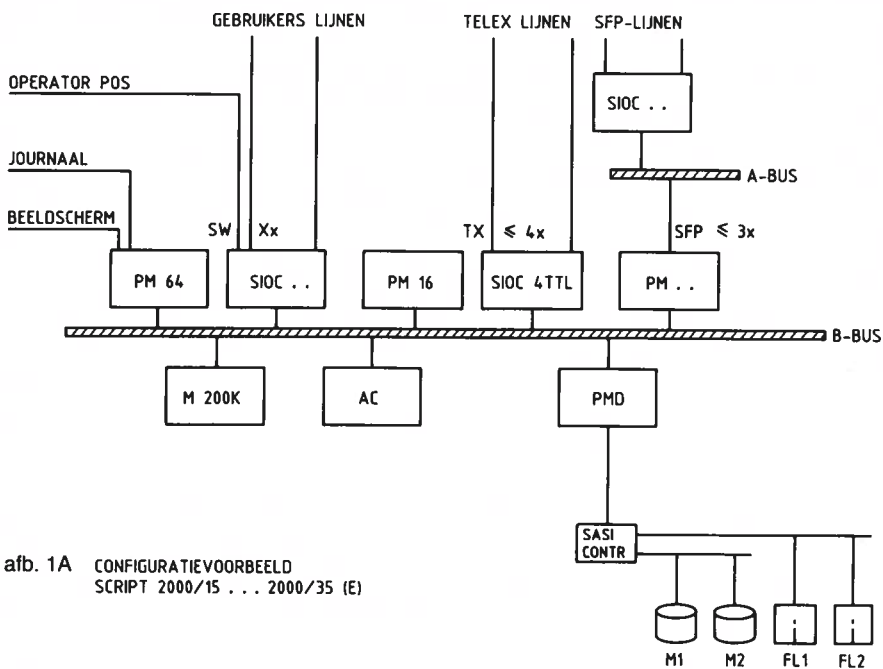 GEBRUIKERS LIJNEN
TELEX LIJNEN
SFP-LIJNEN
OPERATOR POS
SIOC . .
JOURNAAL
A-BUS
BEELDSCHERM
SW
Xx
TX ≤ 4x
SFP ≤ 3x
PM 64
SIOC . .
PM 16
SIOC 4TTL
PM . .
B-BUS
M 200K
AC
PMD
SASI
CONTR
afb. 1A CONFIGURATIEVOORBEELD
SCRIPT 2000/15 . . . 2000/35 (E)
M1
M2
FL1
FL2